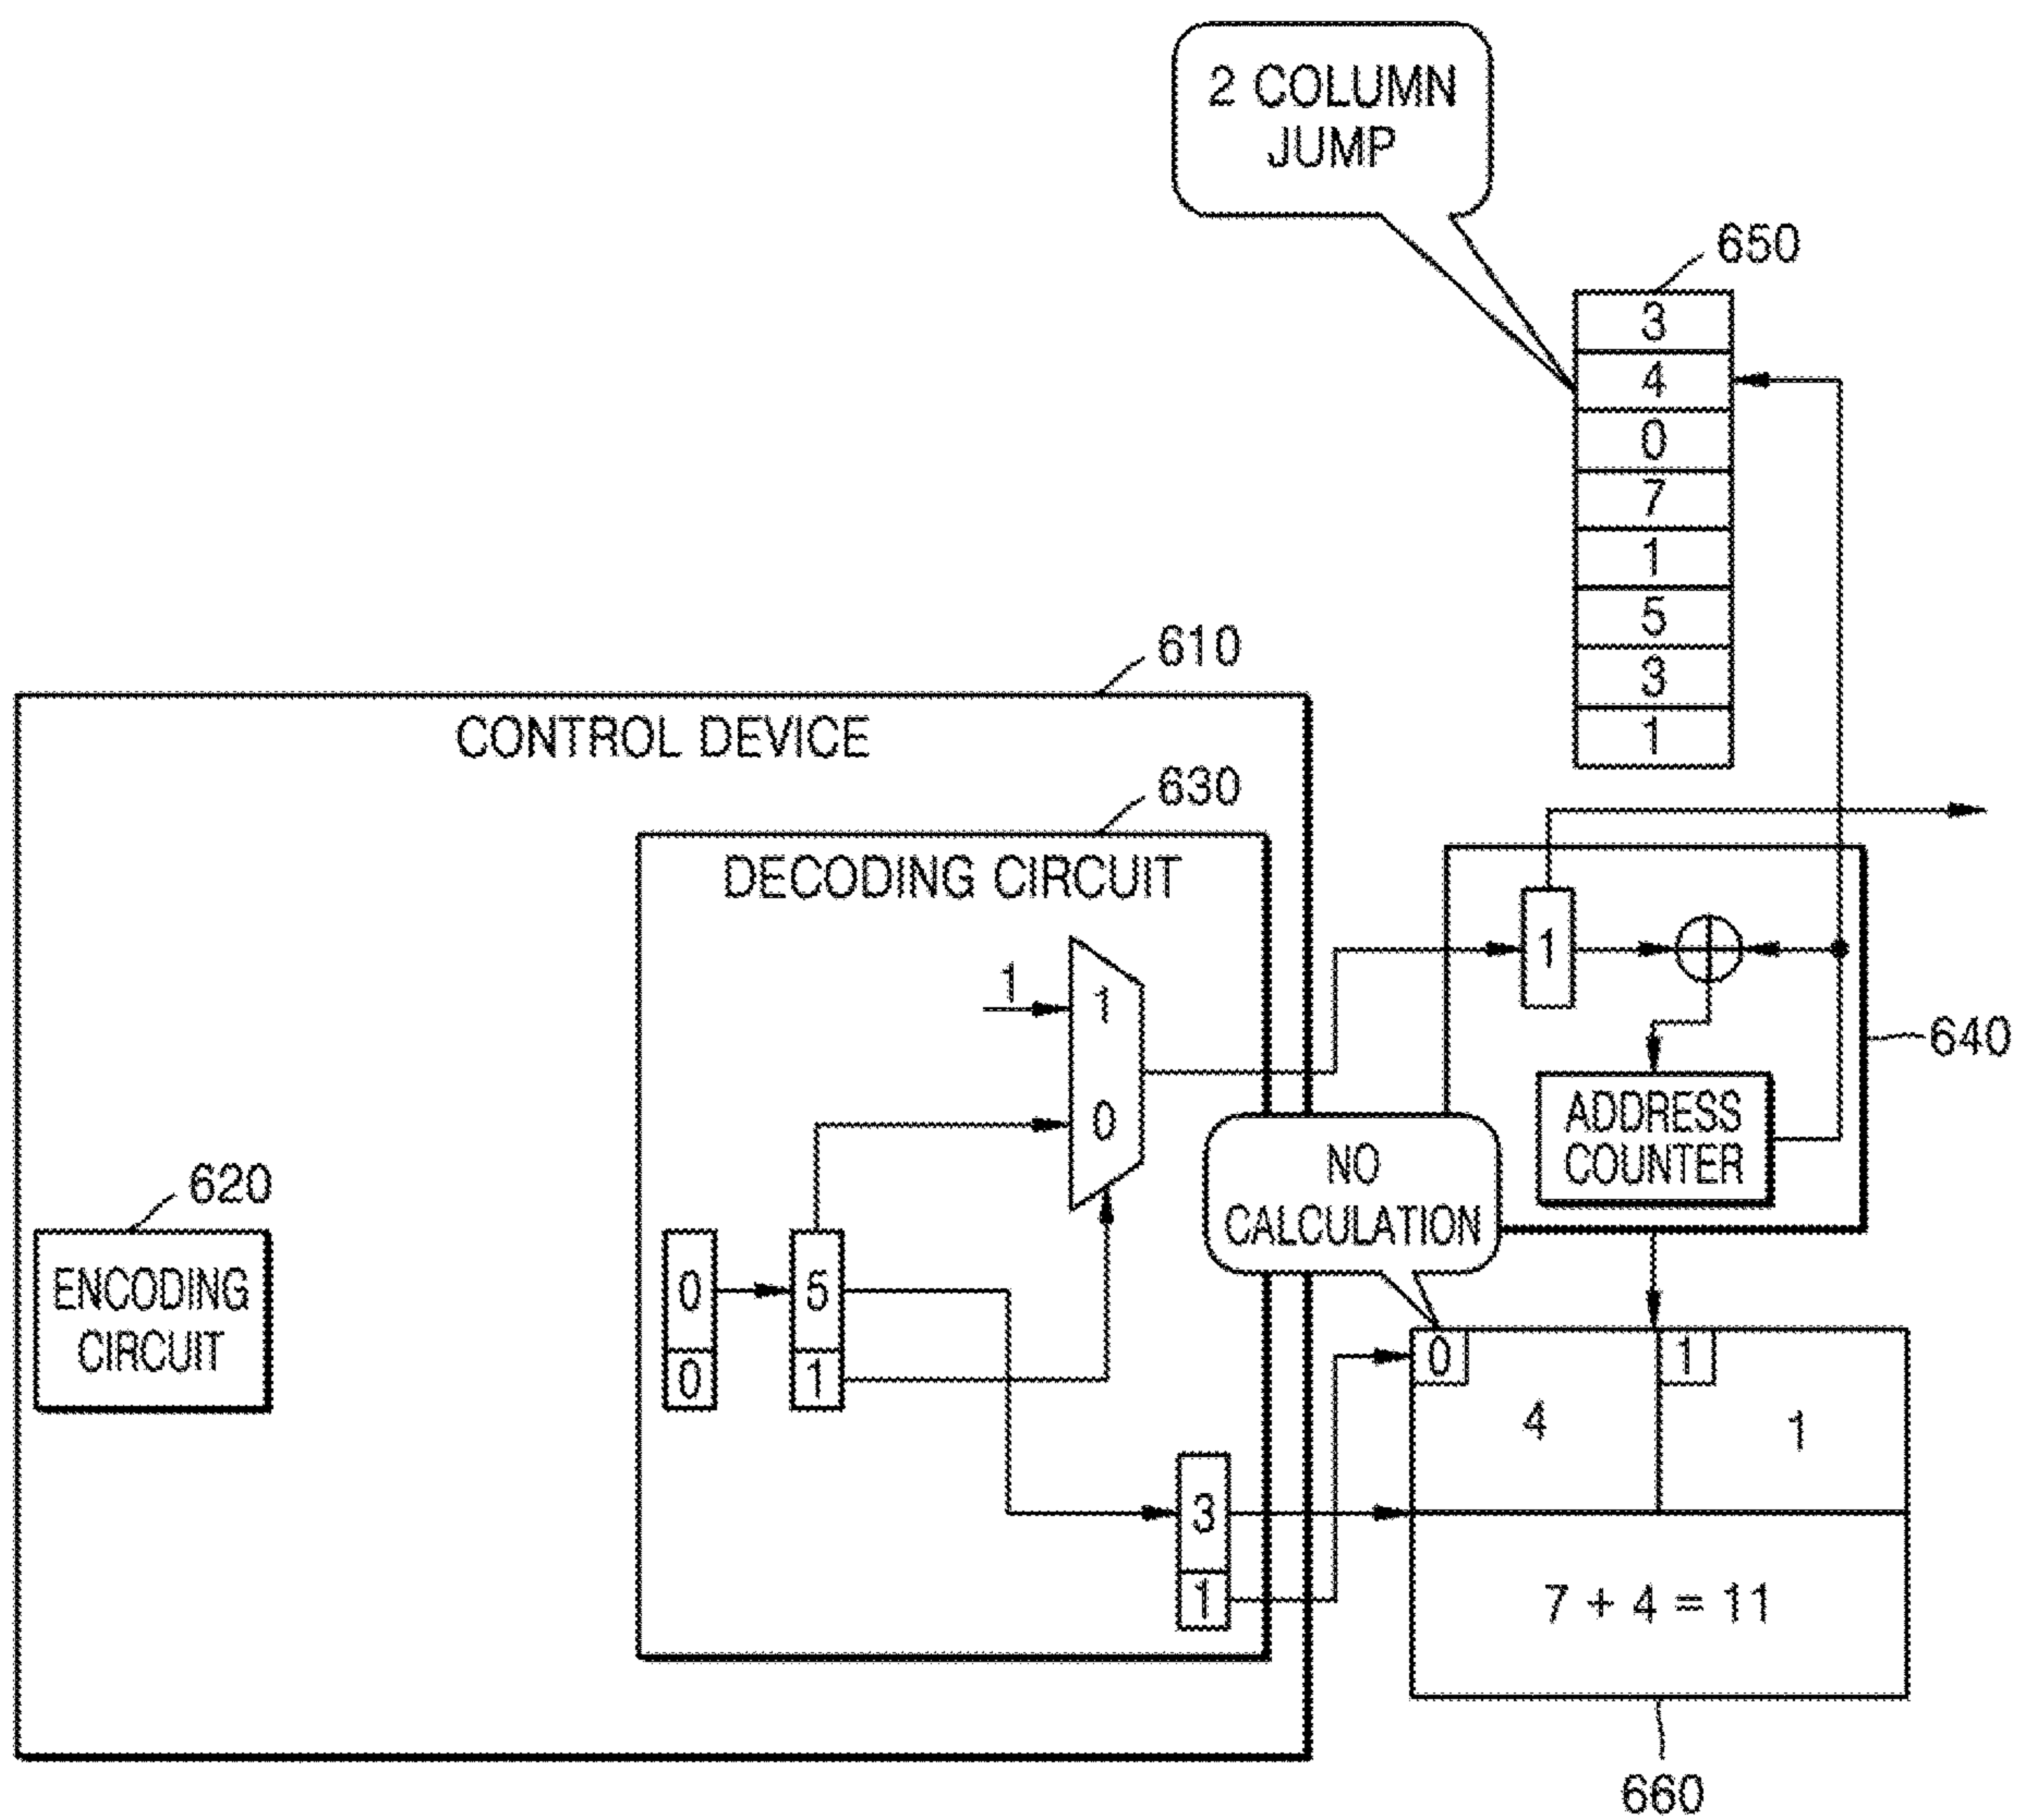 2 COLUMN
JUMP
650
3
4
0
7
1
5
3
1
610
CONTROL DEVICE
630
DECODING CIRCUIT
1
1
0
1
640
ADDRESS
COUNTER
NO
CALCULATION
620
ENCODING
CIRCUIT
0
0
5
1
3
1
0
4
1
1
7 + 4 = 11
660